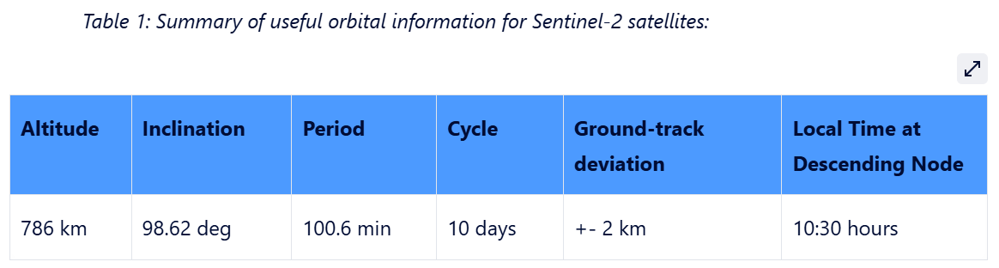 Table 1: Summary of useful orbital information for Sentinel-2 satellites:
Altitude Inclination Period Cycle Ground-track deviation Local Time at Descending Node
786 km 98.62 deg 100.6 min 10 days +- 2 km 10:30 hours